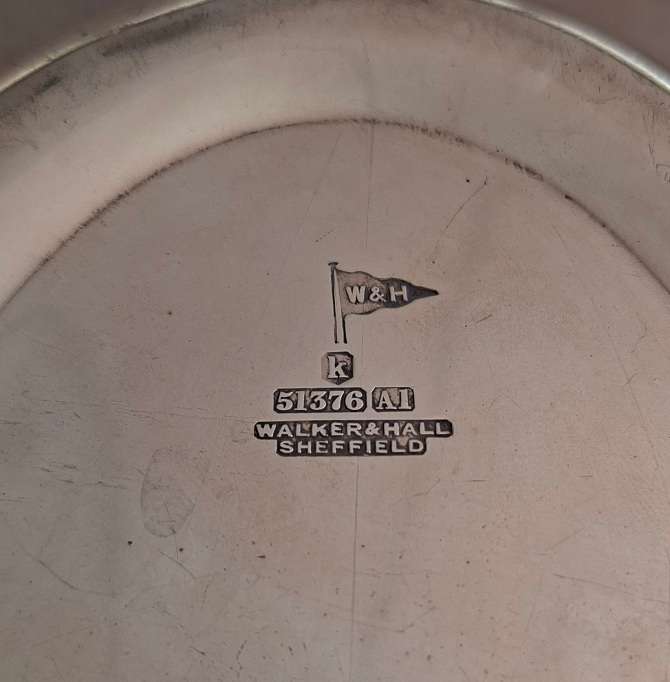 W&H
k
51376 A1
WALKER&HALL
SHEFFIELD